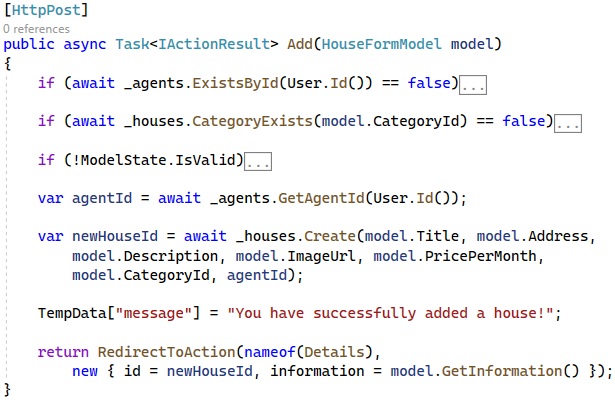 [HttpPost]
0 references
public async Task<IActionResult> Add(HouseFormModel model)
{
if (await _agents.ExistsById(User.Id()) == false)...
if (await _houses.CategoryExists(model.CategoryId) == false)...
if (!ModelState.IsValid)...
var agentId = await _agents.GetAgentId(User.Id());
var newHouseId = await _houses.Create(model.Title, model.Address,
model.Description, model.ImageUrl, model.PricePerMonth,
model.CategoryId, agentId);
TempData["message"] = "You have successfully added a house!";
return RedirectToAction(nameof(Details),
new { id = newHouseId, information = model.GetInformation() });
}